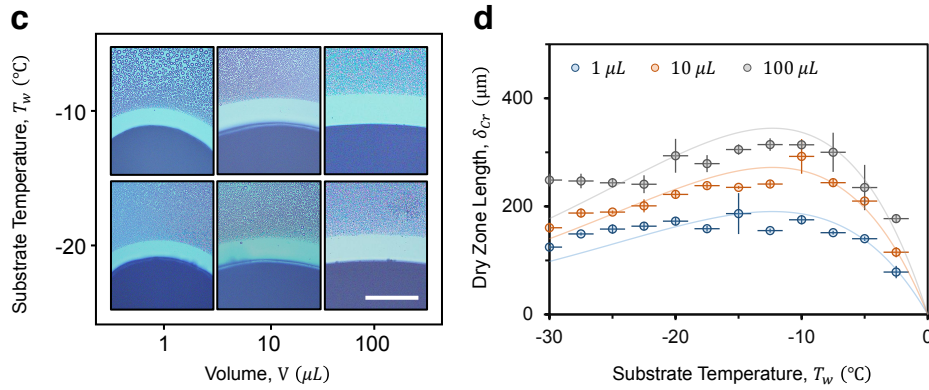 c
Substrate Temperature, T_w (°C)
-10
-20
1
10
100
Volume, V (μL)
d
Dry Zone Length, δ_Cr (μm)
1 μL
10 μL
100 μL
400
200
0
-30
-20
-10
0
Substrate Temperature, T_w (°C)